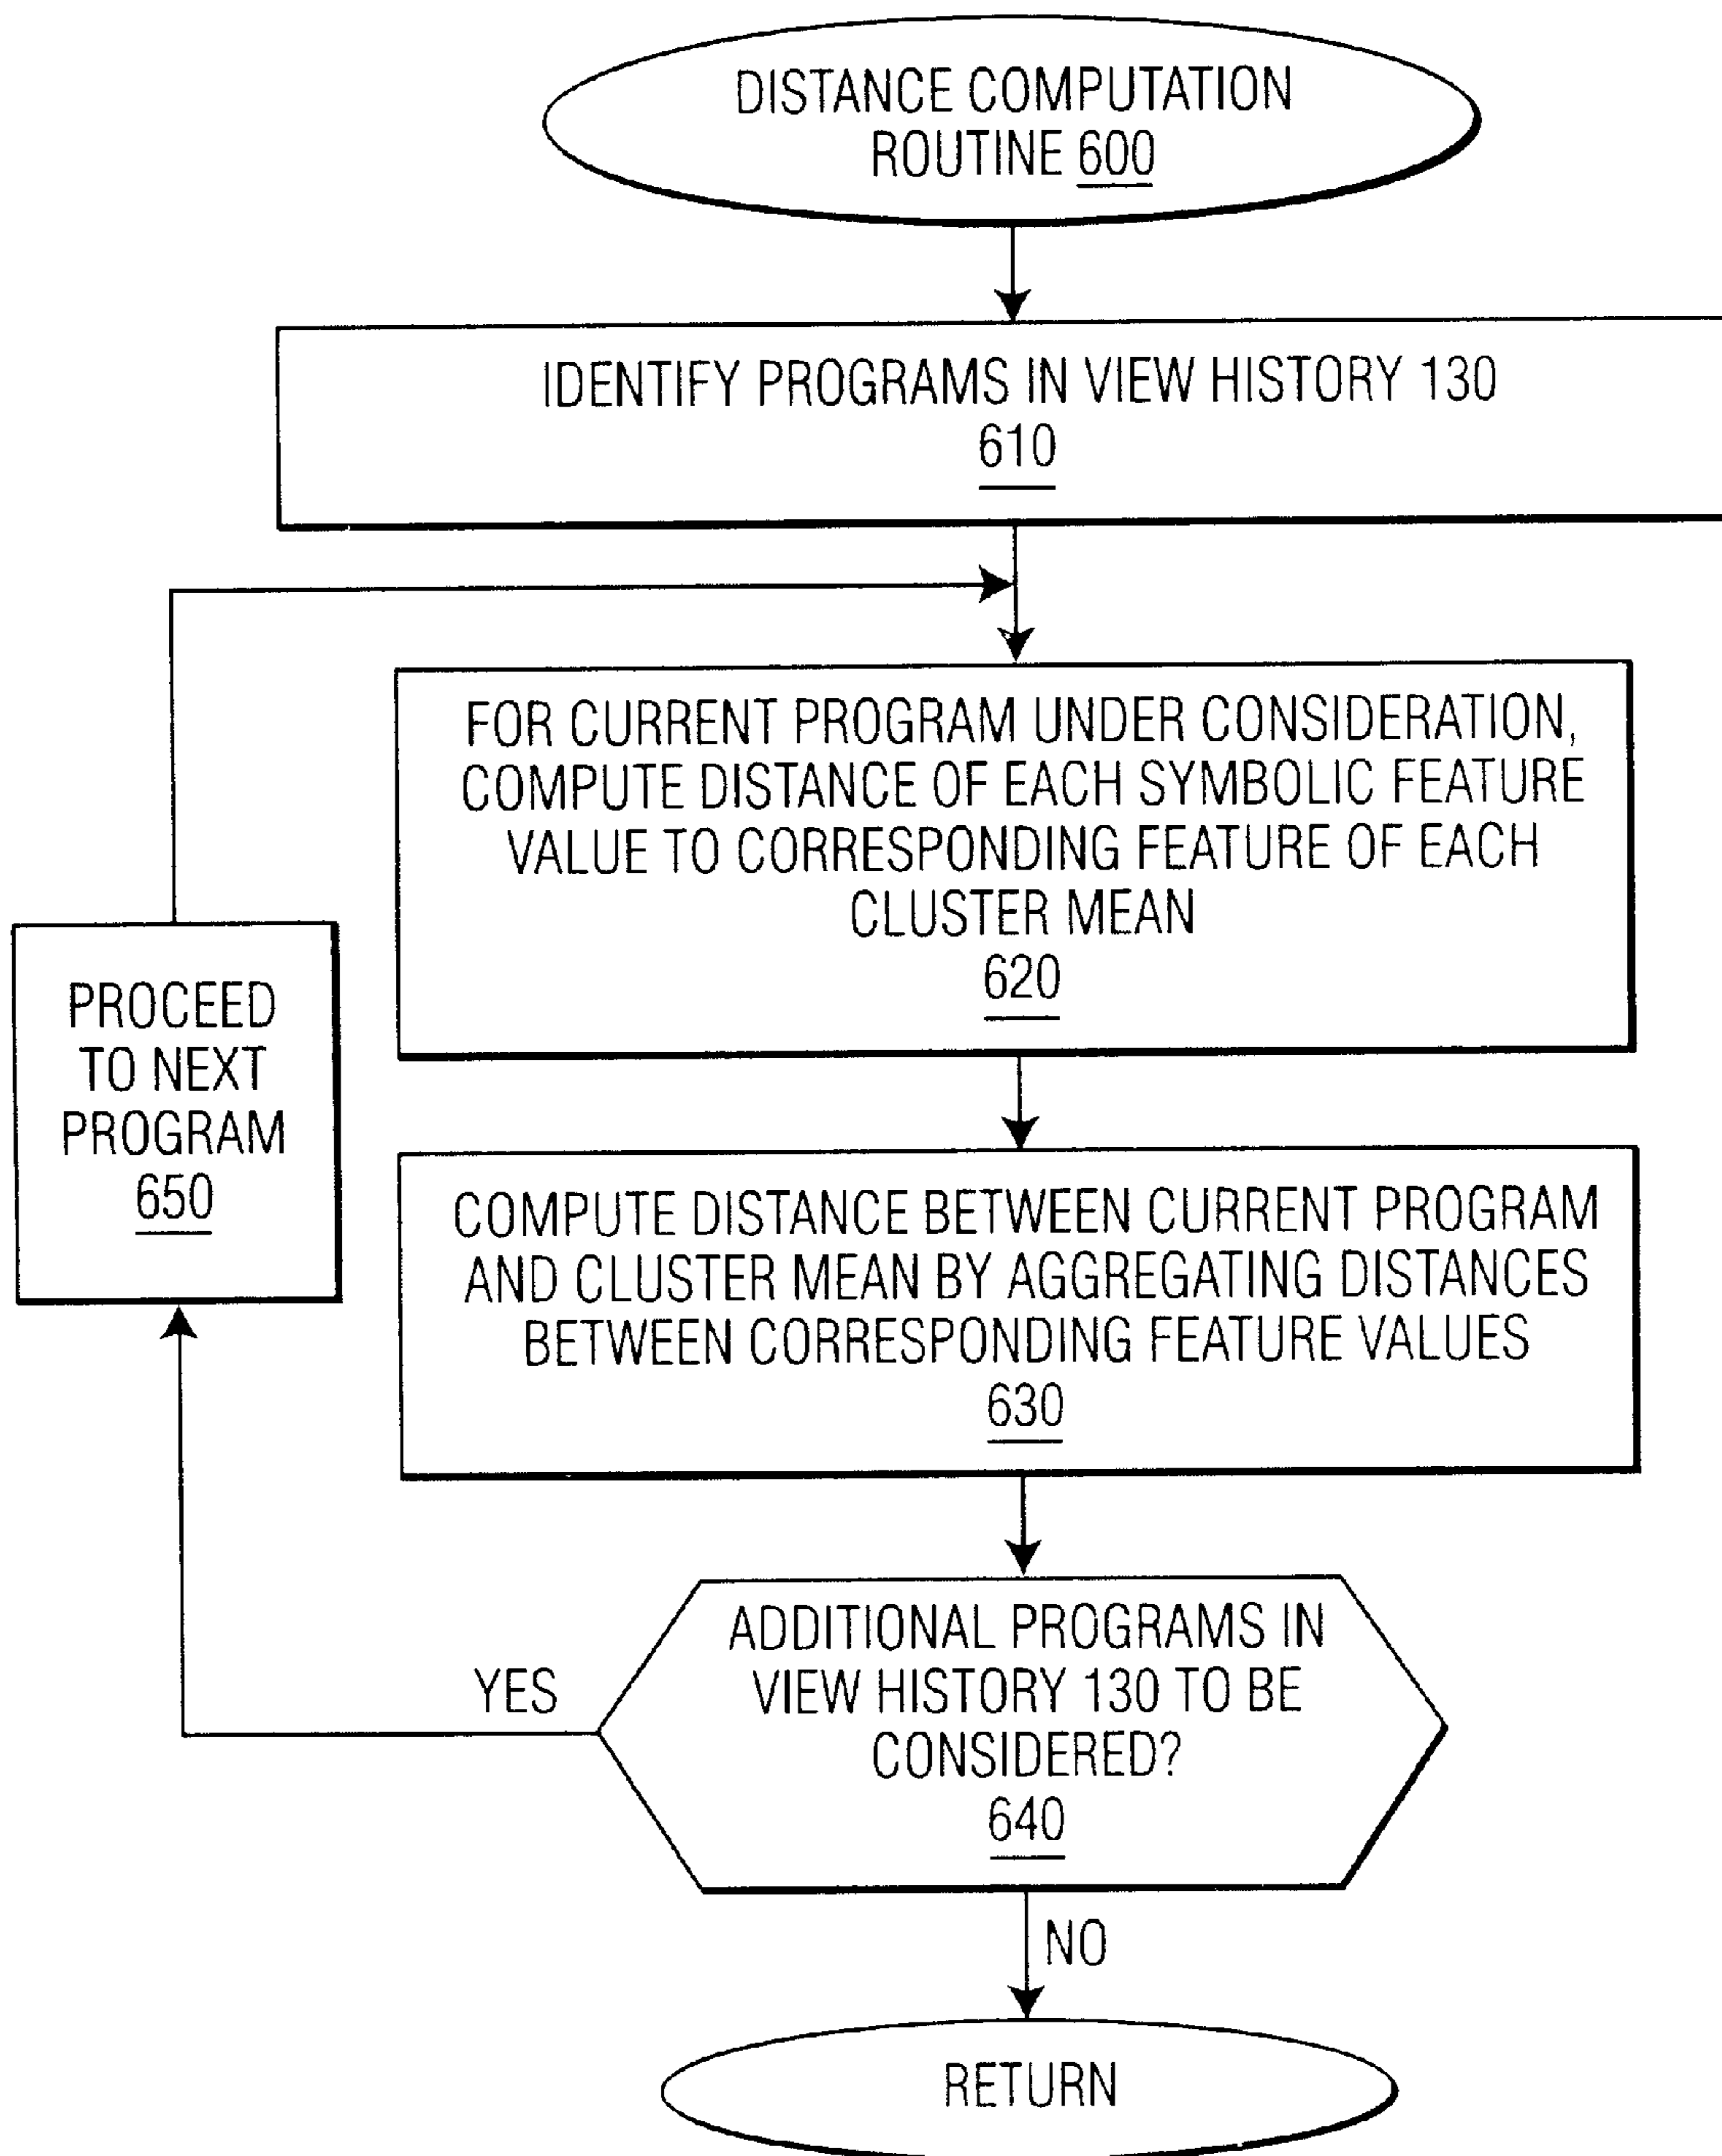 DISTANCE COMPUTATION
ROUTINE 600
IDENTIFY PROGRAMS IN VIEW HISTORY 130
610
FOR CURRENT PROGRAM UNDER CONSIDERATION,
COMPUTE DISTANCE OF EACH SYMBOLIC FEATURE
VALUE TO CORRESPONDING FEATURE OF EACH
CLUSTER MEAN
620
PROCEED
TO NEXT
PROGRAM
650
COMPUTE DISTANCE BETWEEN CURRENT PROGRAM
AND CLUSTER MEAN BY AGGREGATING DISTANCES
BETWEEN CORRESPONDING FEATURE VALUES
630
ADDITIONAL PROGRAMS IN
VIEW HISTORY 130 TO BE
CONSIDERED?
640
YES
NO
RETURN